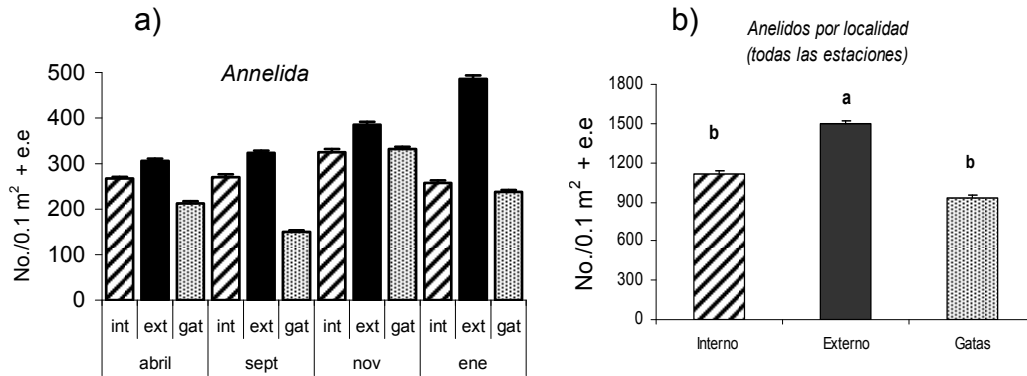 a)
Annelida
No./0.1 m² + e.e
500
400
300
200
100
0
int ext gat int ext gat int ext gat int ext gat
abril sept nov ene
b)
Anelidos por localidad
(todas las estaciones)
No./0.1 m² + e.e
1800
1500
1200
900
600
300
0
b a b
Interno Externo Gatas